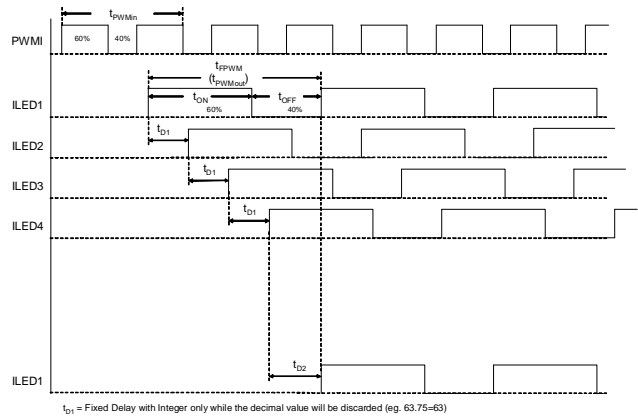 tPWMin
PWMI
60%
40%
tFPWM
(tPWMout)
tON
tOFF
60%
40%
ILED1
tD1
ILED2
tD1
ILED3
tD1
ILED4
tD2
ILED1
tD1 = Fixed Delay with Integer only while the decimal value will be discarded (eg. 63.75=63)